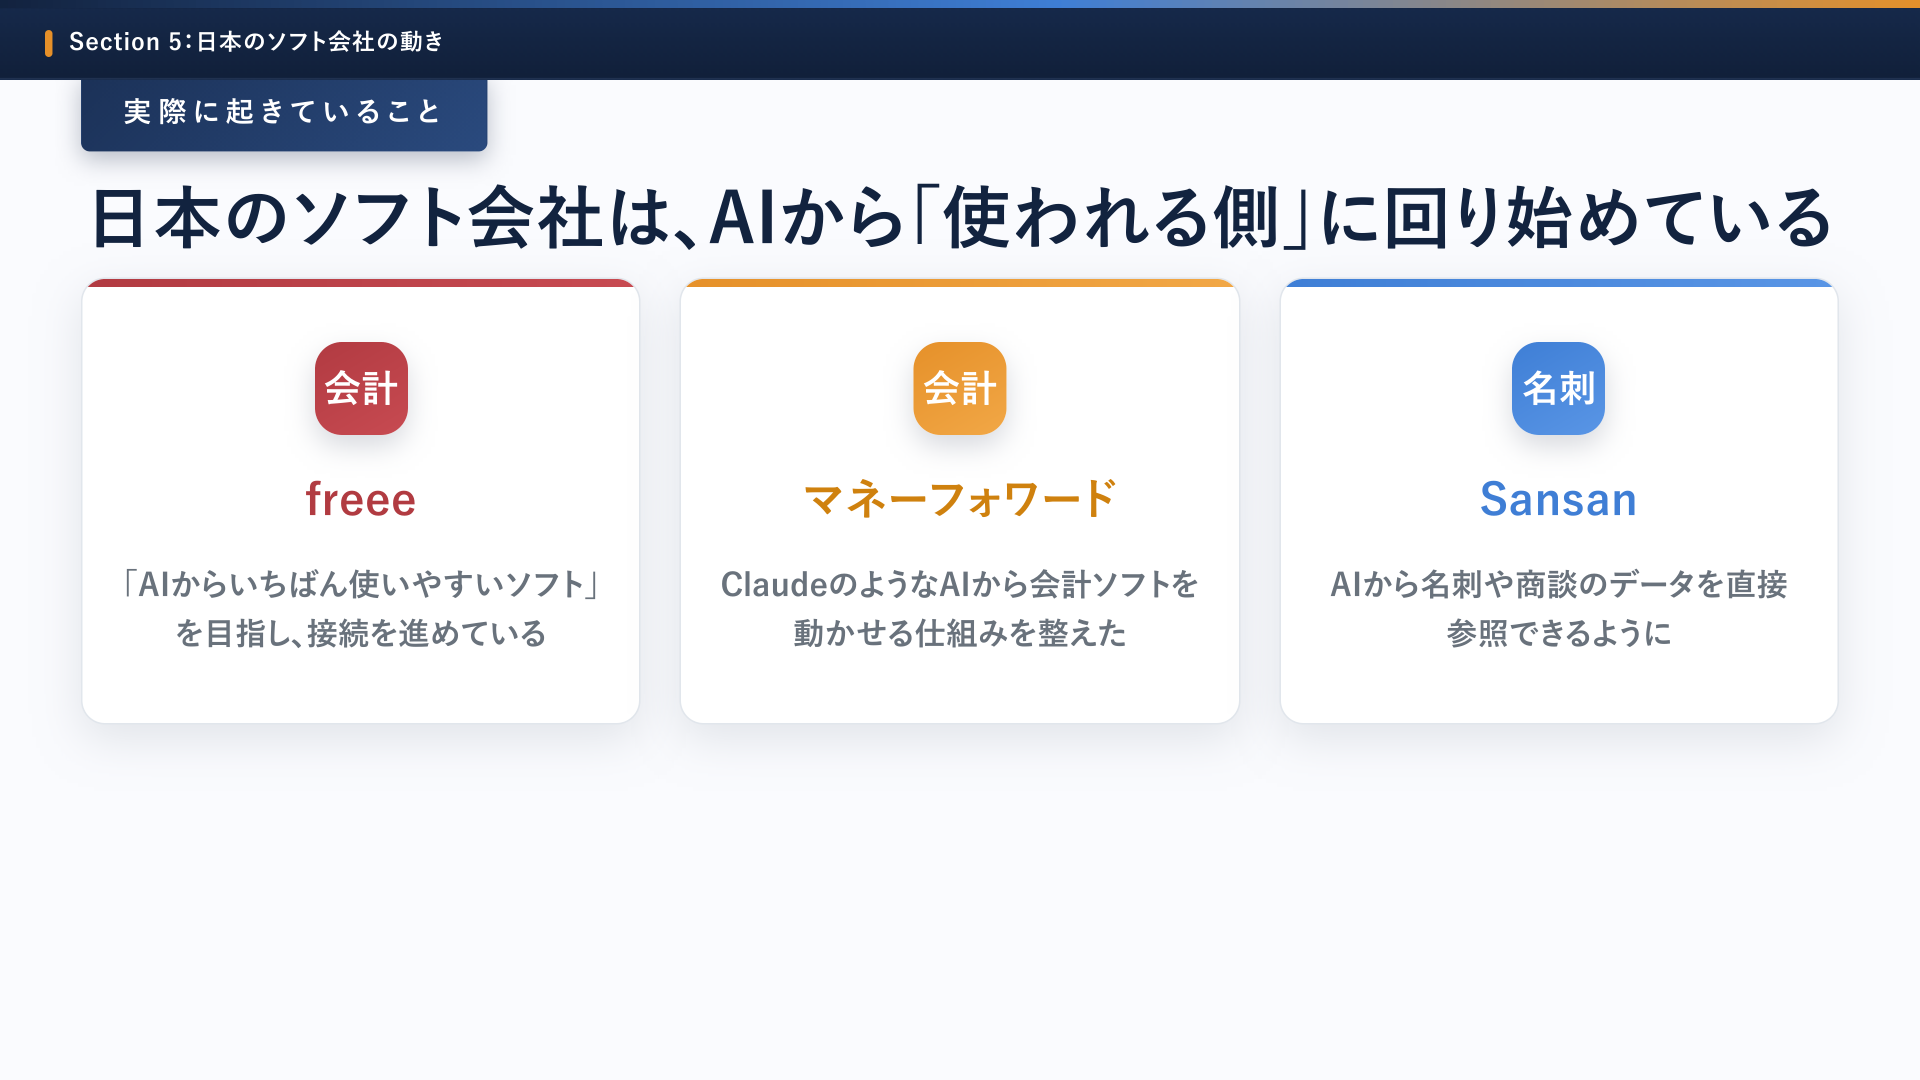 Section 5：日本のソフト会社の動き
実際に起きていること
日本のソフト会社は、AIから「使われる側」に回り始めている
会計
freee
「AIからいちばん使いやすいソフト」
を目指し、接続を進めている
会計
マネーフォワード
ClaudeのようなAIから会計ソフトを
動かせる仕組みを整えた
名刺
Sansan
AIから名刺や商談のデータを直接
参照できるように